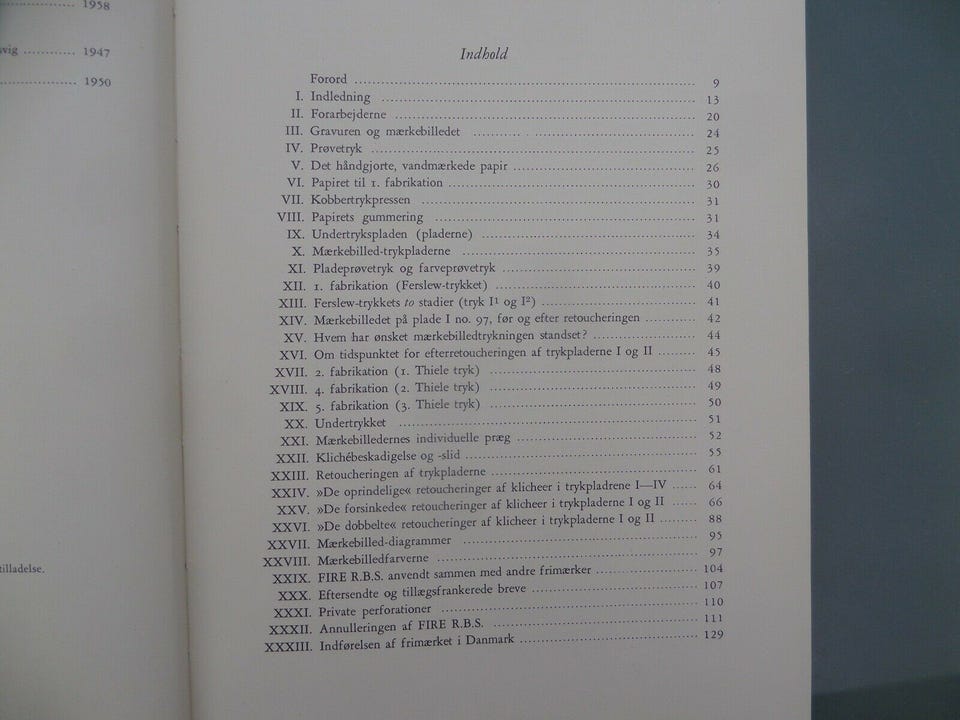 1958
1947
1950
tilladelse.
Indhold
Forord ........ 9
I. Indledning ........ 13
II. Forarbejderne ........ 20
III. Gravuren og mærkebilledet ........ 24
IV. Prøvetryk ........ 25
V. Det håndgjorte, vandmærkede papir ........ 26
VI. Papiret til 1. fabrikation ........ 30
VII. Kobbertrykpressen ........ 31
VIII. Papirets gummering ........ 31
IX. Undertrykspladen (pladerne) ........ 34
X. Mærkebilled-trykpladerne ........ 35
XI. Pladeprøvetryk og farveprøvetryk ........ 39
XII. 1. fabrikation (Ferslew-trykket) ........ 40
XIII. Ferslew-trykkets to stadier (tryk I¹ og I²) ........ 41
XIV. Mærkebilledet på plade I no. 97, før og efter retoucheringen ........ 42
XV. Hvem har ønsket mærkebilledtrykningen standset? ........ 44
XVI. Om tidspunktet for efterretoucheringen af trykpladerne I og II ........ 45
XVII. 2. fabrikation (1. Thiele tryk) ........ 48
XVIII. 4. fabrikation (2. Thiele tryk) ........ 49
XIX. 5. fabrikation (3. Thiele tryk) ........ 50
XX. Undertrykket ........ 51
XXI. Mærkebilledernes individuelle præg ........ 52
XXII. Klichébeskadigelse og -slid ........ 55
XXIII. Retoucheringen af trykpladerne ........ 61
XXIV. »De oprindelige« retoucheringer af klicheer i trykpladrene I—IV ........ 64
XXV. »De forsinkede« retoucheringer af klicheer i trykpladerne I og II ........ 66
XXVI. »De dobbelte« retoucheringer af klicheer i trykpladerne I og II ........ 88
XXVII. Mærkebilled-diagrammer ........ 95
XXVIII. Mærkebilledfarverne ........ 97
XXIX. FIRE R.B.S. anvendt sammen med andre frimærker ........ 104
XXX. Eftersendte og tillægsfrankerede breve ........ 107
XXXI. Private perforationer ........ 110
XXXII. Annulleringen af FIRE R.B.S. ........ 111
XXXIII. Indførelsen af frimærket i Danmark ........ 129